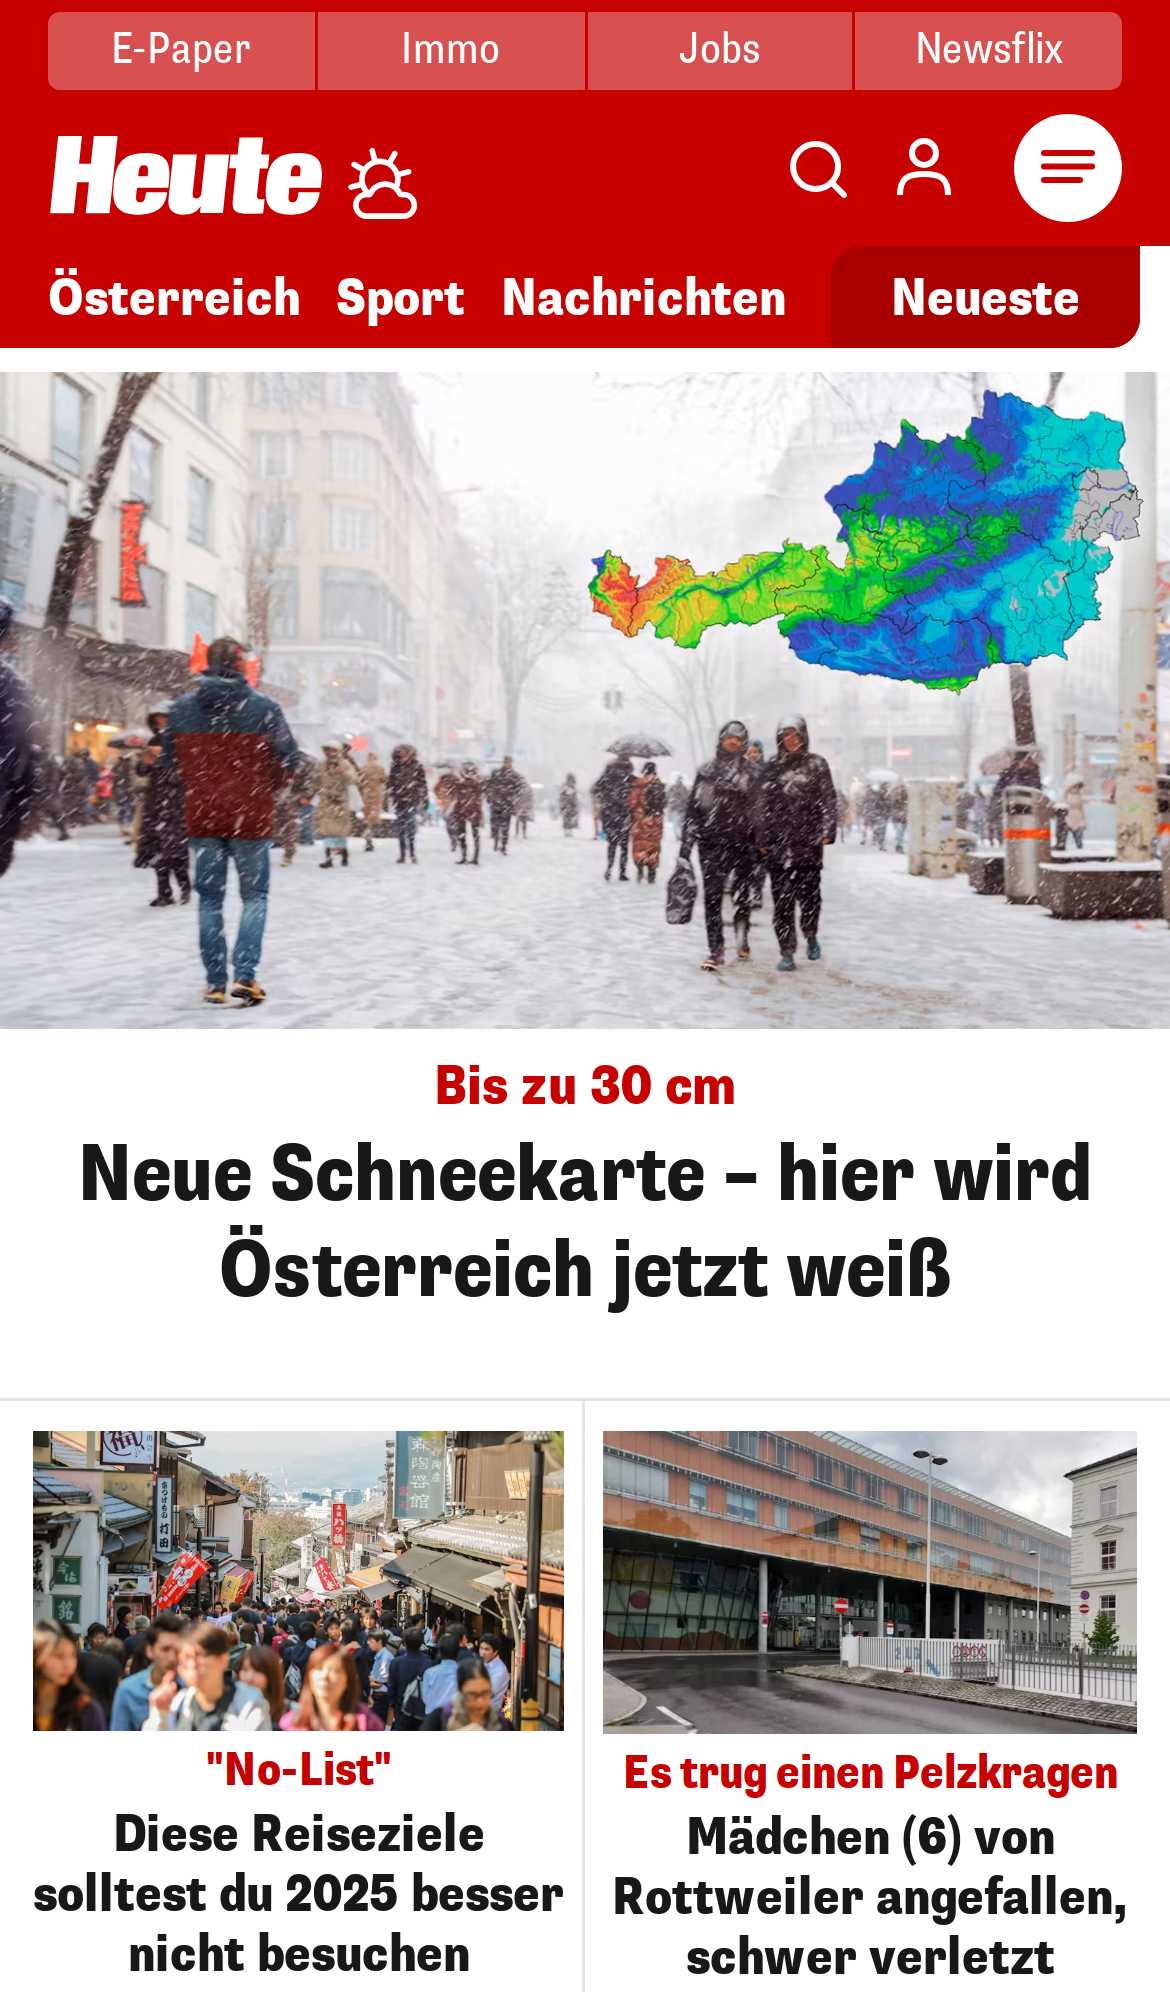 E-Paper
Immo
Jobs
Newsflix
Heute
Österreich
Sport
Nachrichten
Neueste
Bis zu 30 cm
Neue Schneekarte – hier wird
Österreich jetzt weiß
"No-List"
Diese Reiseziele
solltest du 2025 besser
nicht besuchen
Es trug einen Pelzkragen
Mädchen (6) von
Rottweiler angefallen,
schwer verletzt